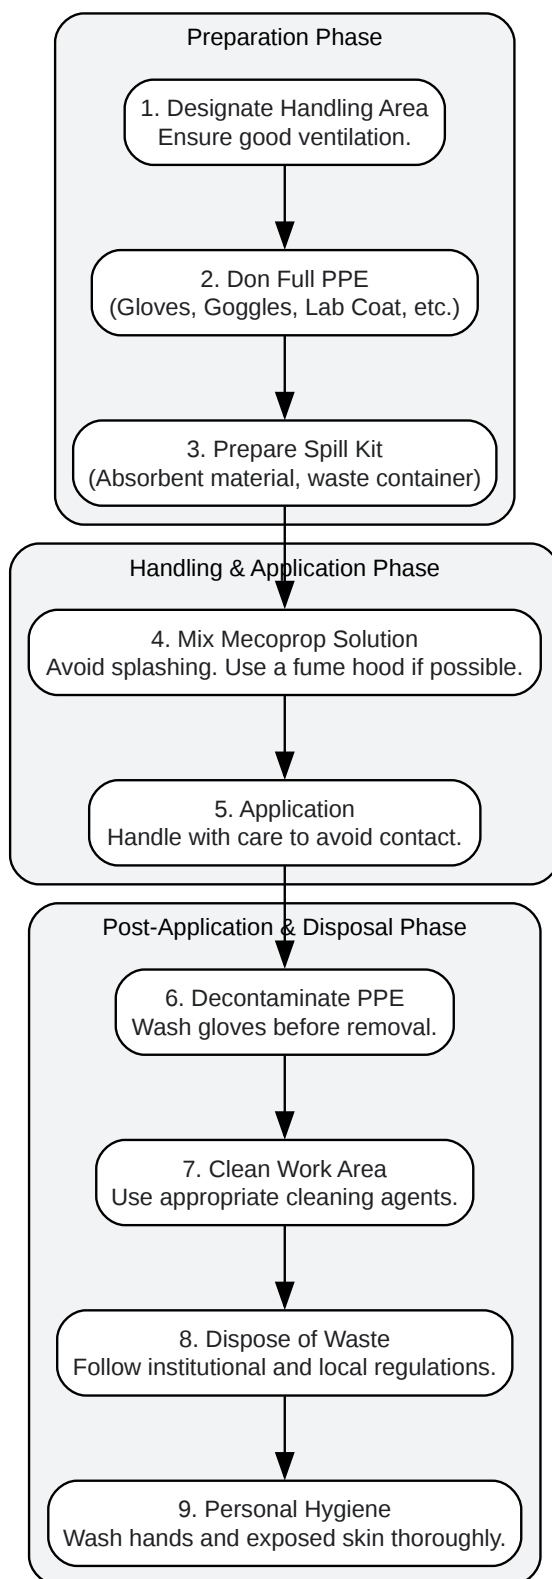 Preparation Phase
1. Designate Handling Area
Ensure good ventilation.
2. Don Full PPE
(Gloves, Goggles, Lab Coat, etc.)
3. Prepare Spill Kit
(Absorbent material, waste container)
Handling & Application Phase
4. Mix Mecoprop Solution
Avoid splashing. Use a fume hood if possible.
5. Application
Handle with care to avoid contact.
Post-Application & Disposal Phase
6. Decontaminate PPE
Wash gloves before removal.
7. Clean Work Area
Use appropriate cleaning agents.
8. Dispose of Waste
Follow institutional and local regulations.
9. Personal Hygiene
Wash hands and exposed skin thoroughly.